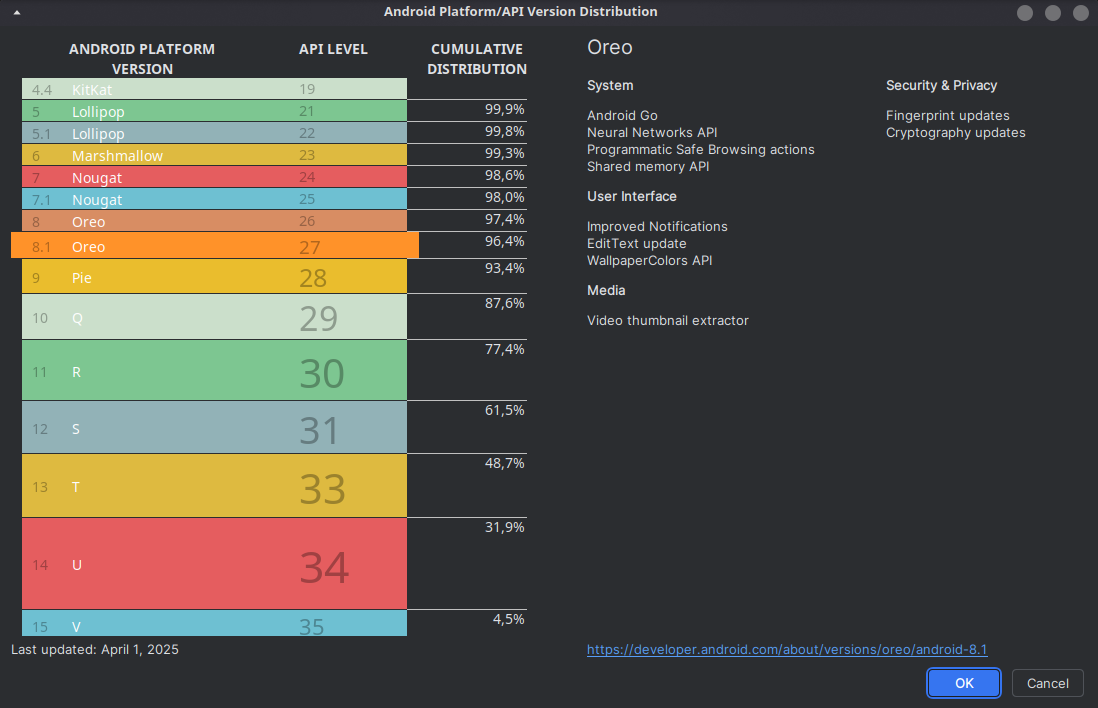 Android Platform/API Version Distribution
ANDROID PLATFORM VERSION API LEVEL CUMULATIVE DISTRIBUTION
4.4 KitKat 19
5 Lollipop 21 99,9%
5.1 Lollipop 22 99,8%
6 Marshmallow 23 99,3%
7 Nougat 24 98,6%
7.1 Nougat 25 98,0%
8 Oreo 26 97,4%
8.1 Oreo 27 96,4%
9 Pie 28 93,4%
10 Q 29 87,6%
11 R 30 77,4%
12 S 31 61,5%
13 T 33 48,7%
14 U 34 31,9%
15 V 35 4,5%
Last updated: April 1, 2025
Oreo
System
Android Go
Neural Networks API
Programmatic Safe Browsing actions
Shared memory API
User Interface
Improved Notifications
EditText update
WallpaperColors API
Media
Video thumbnail extractor
Security & Privacy
Fingerprint updates
Cryptography updates
https://developer.android.com/about/versions/oreo/android-8.1
OK Cancel